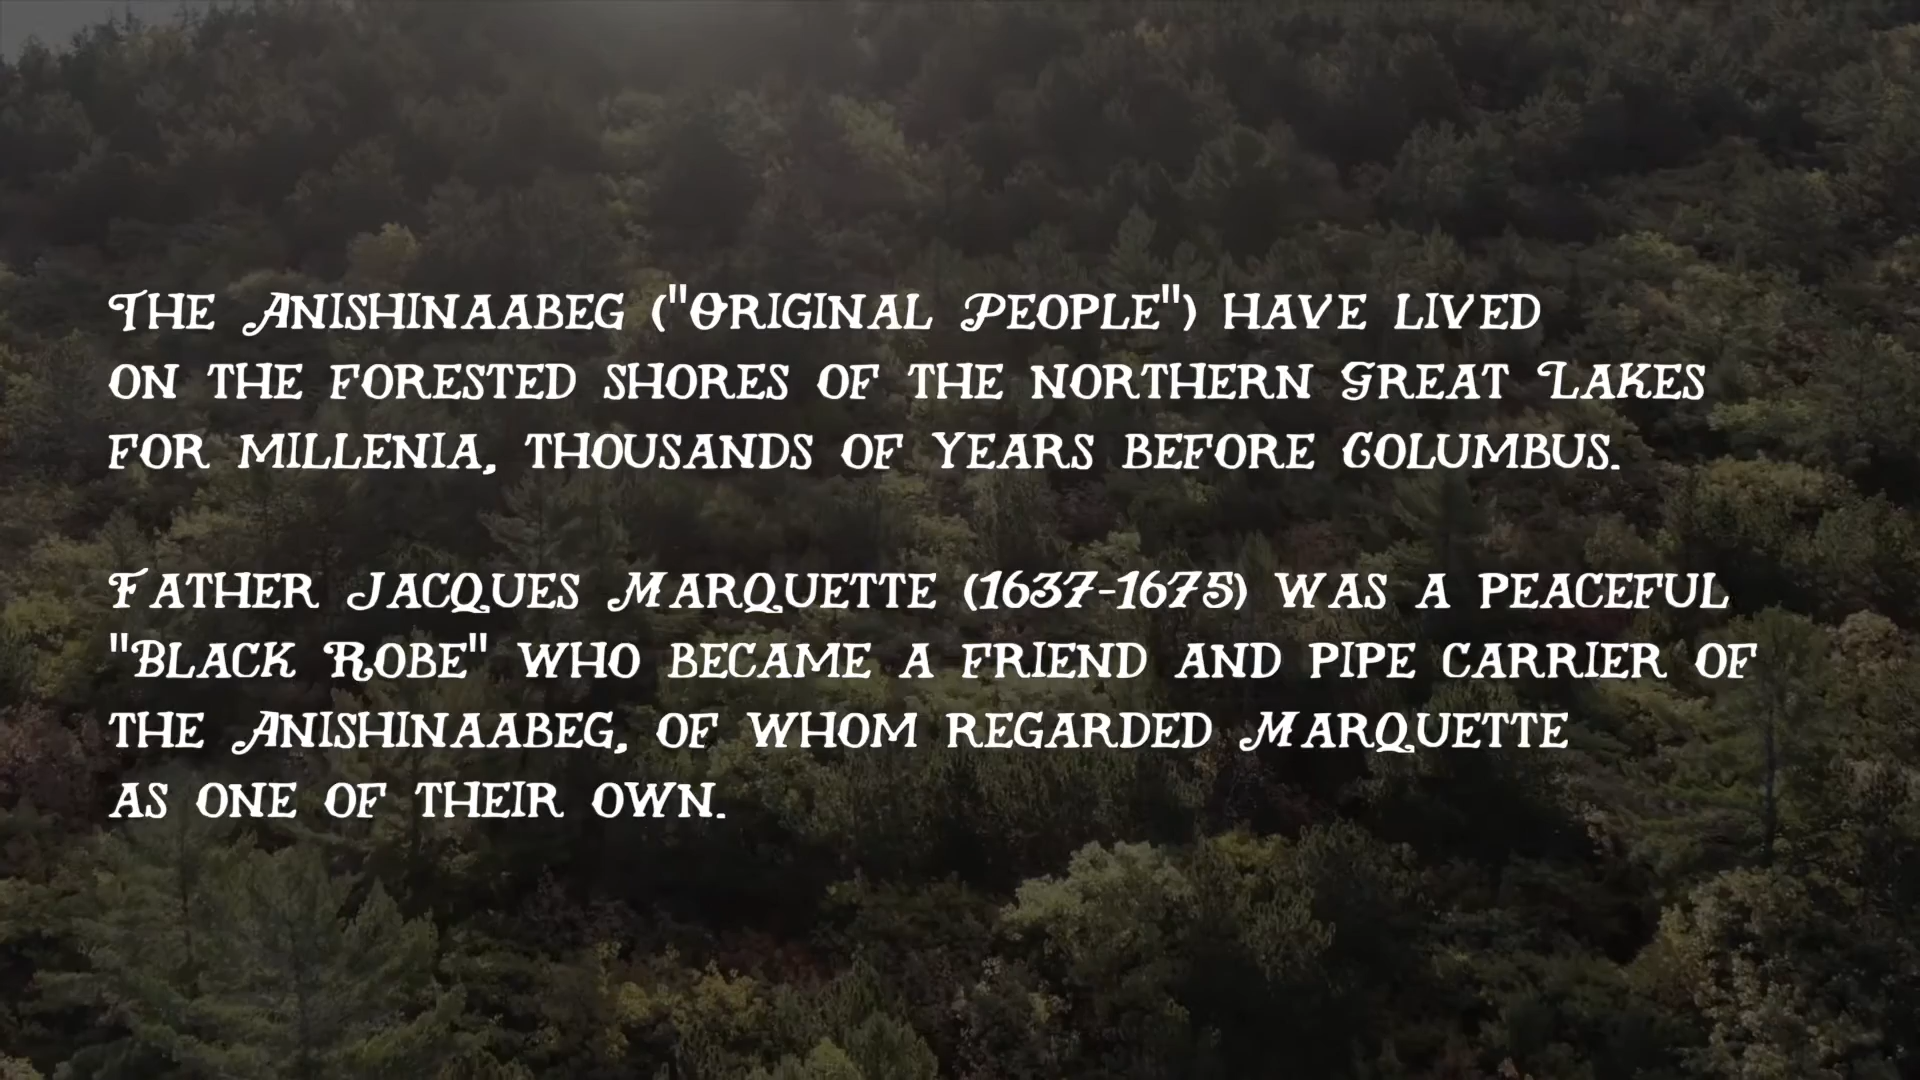 The Anishinaabeg ("Original People") have lived
on the forested shores of the northern Great Lakes
for millenia, thousands of years before Columbus.
Father Jacques Marquette (1637-1675) was a peaceful
"Black Robe" who became a friend and pipe carrier of
the Anishinaabeg, of whom regarded Marquette
as one of their own.